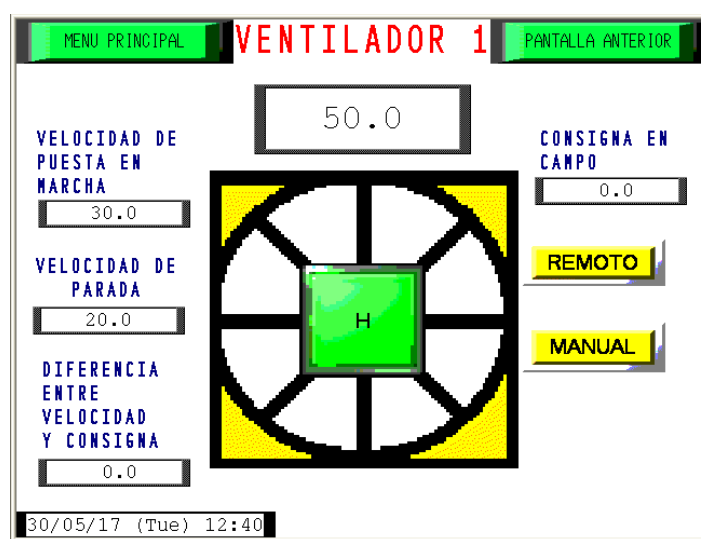 MENU PRINCIPAL
VENTILADOR 1
PANTALLA ANTERIOR
50.0
VELOCIDAD DE
PUESTA EN
MARCHA
30.0
VELOCIDAD DE
PARADA
20.0
DIFERENCIA
ENTRE
VELOCIDAD
Y CONSIGNA
0.0
H
CONSIGNA EN
CAMPO
0.0
REMOTO
MANUAL
30/05/17 (Tue) 12:40